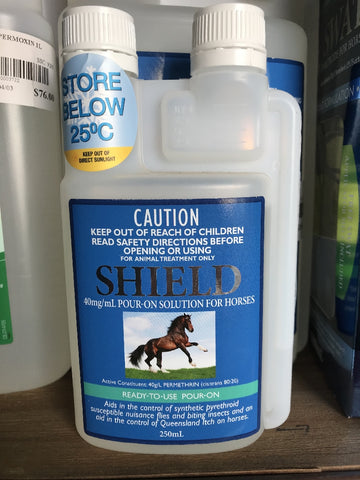 PERMOXIN 1L
$76.00
STORE
BELOW
25ºC
KEEP OUT OF
DIRECT SUNLIGHT
CAUTION
KEEP OUT OF REACH OF CHILDREN
READ SAFETY DIRECTIONS BEFORE
OPENING OR USING
FOR ANIMAL TREATMENT ONLY
SHIELD
40mg/mL POUR-ON SOLUTION FOR HORSES
Active Constituent: 40g/L PERMETHRIN (cis:trans 80:20)
READY-TO-USE POUR-ON
Aids in the control of synthetic pyrethroid
susceptible nuisance flies and biting insects and an
aid in the control of Queensland Itch on horses.
250mL